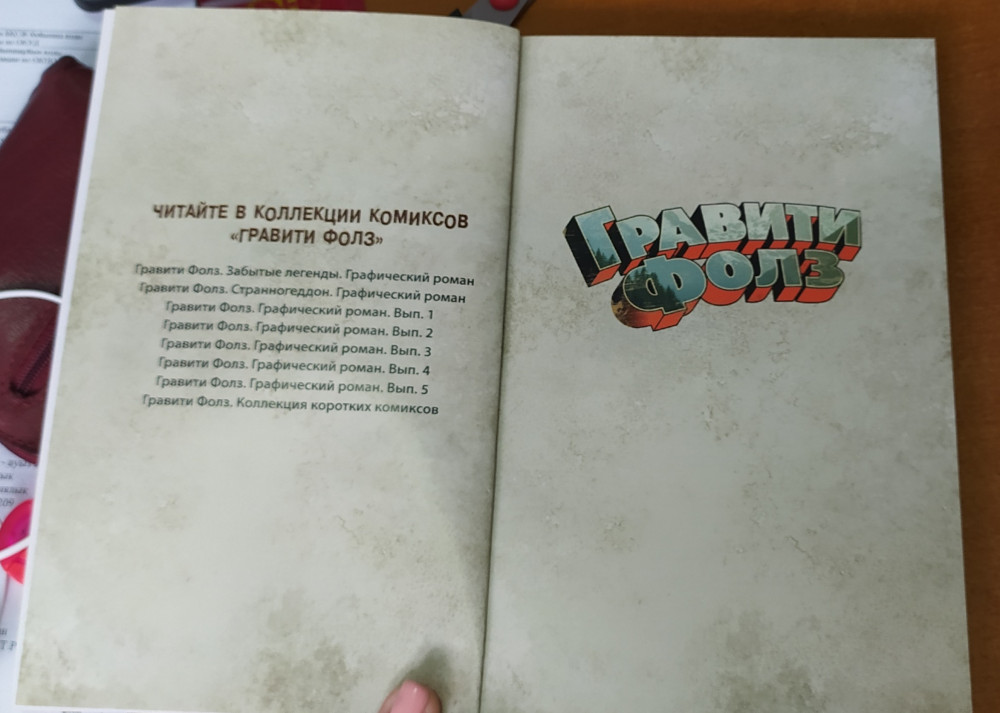 ЧИТАЙТЕ В КОЛЛЕКЦИИ КОМИКСОВ
«ГРАВИТИ ФОЛЗ»
Гравити Фолз. Забытые легенды. Графический роман
Гравити Фолз. Странногеддон. Графический роман
Гравити Фолз. Графический роман. Вып. 1
Гравити Фолз. Графический роман. Вып. 2
Гравити Фолз. Графический роман. Вып. 3
Гравити Фолз. Графический роман. Вып. 4
Гравити Фолз. Графический роман. Вып. 5
Гравити Фолз. Коллекция коротких комиксов
ГРАВИТИ
ФОЛЗ